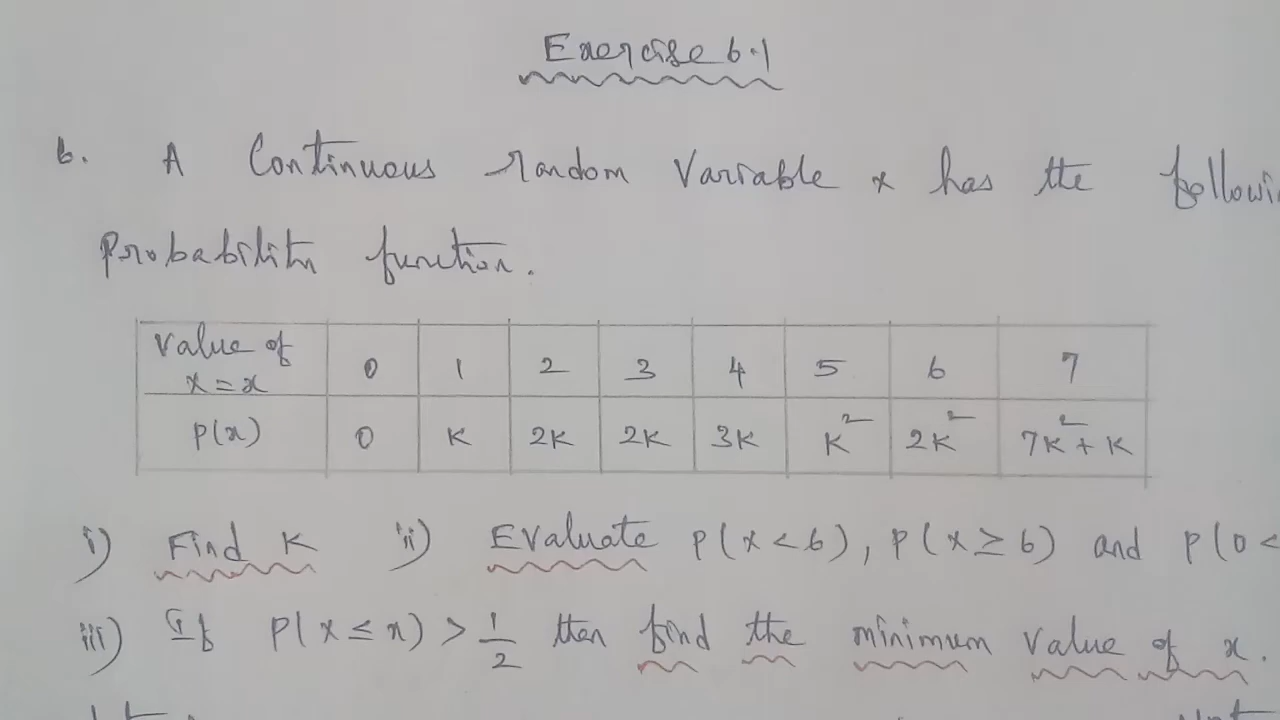 Exercise 6.1
6. A Continuous random Variable x has the followi
Probability function.
Value of x = x 0 1 2 3 4 5 6 7
P(x) 0 K 2K 2K 3K K² 2K² 7K² + K
i) Find K ii) Evaluate P(x < 6), P(x ≥ 6) and P(0 <
iii) If P(x ≤ x) > 1/2 then find the minimum value of x.